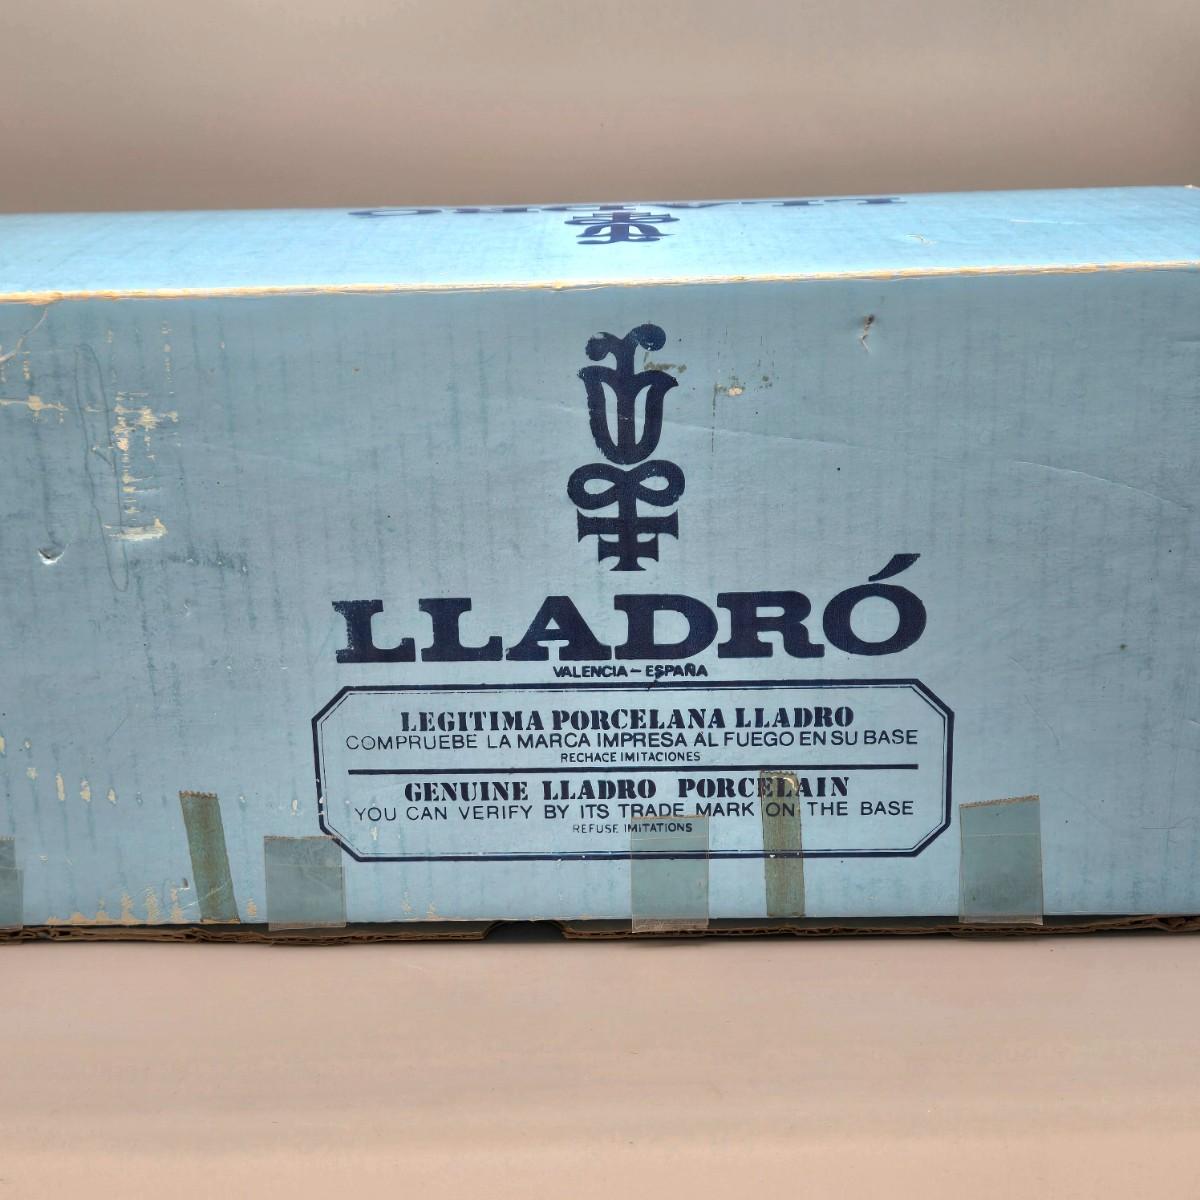 LLADRO
LLADRÓ
VALENCIA - ESPAÑA
LEGITIMA PORCELANA LLADRO
COMPRUEBE LA MARCA IMPRESA AL FUEGO EN SU BASE
RECHACE IMITACIONES
GENUINE LLADRO PORCELAIN
YOU CAN VERIFY BY ITS TRADE MARK ON THE BASE
REFUSE IMITATIONS